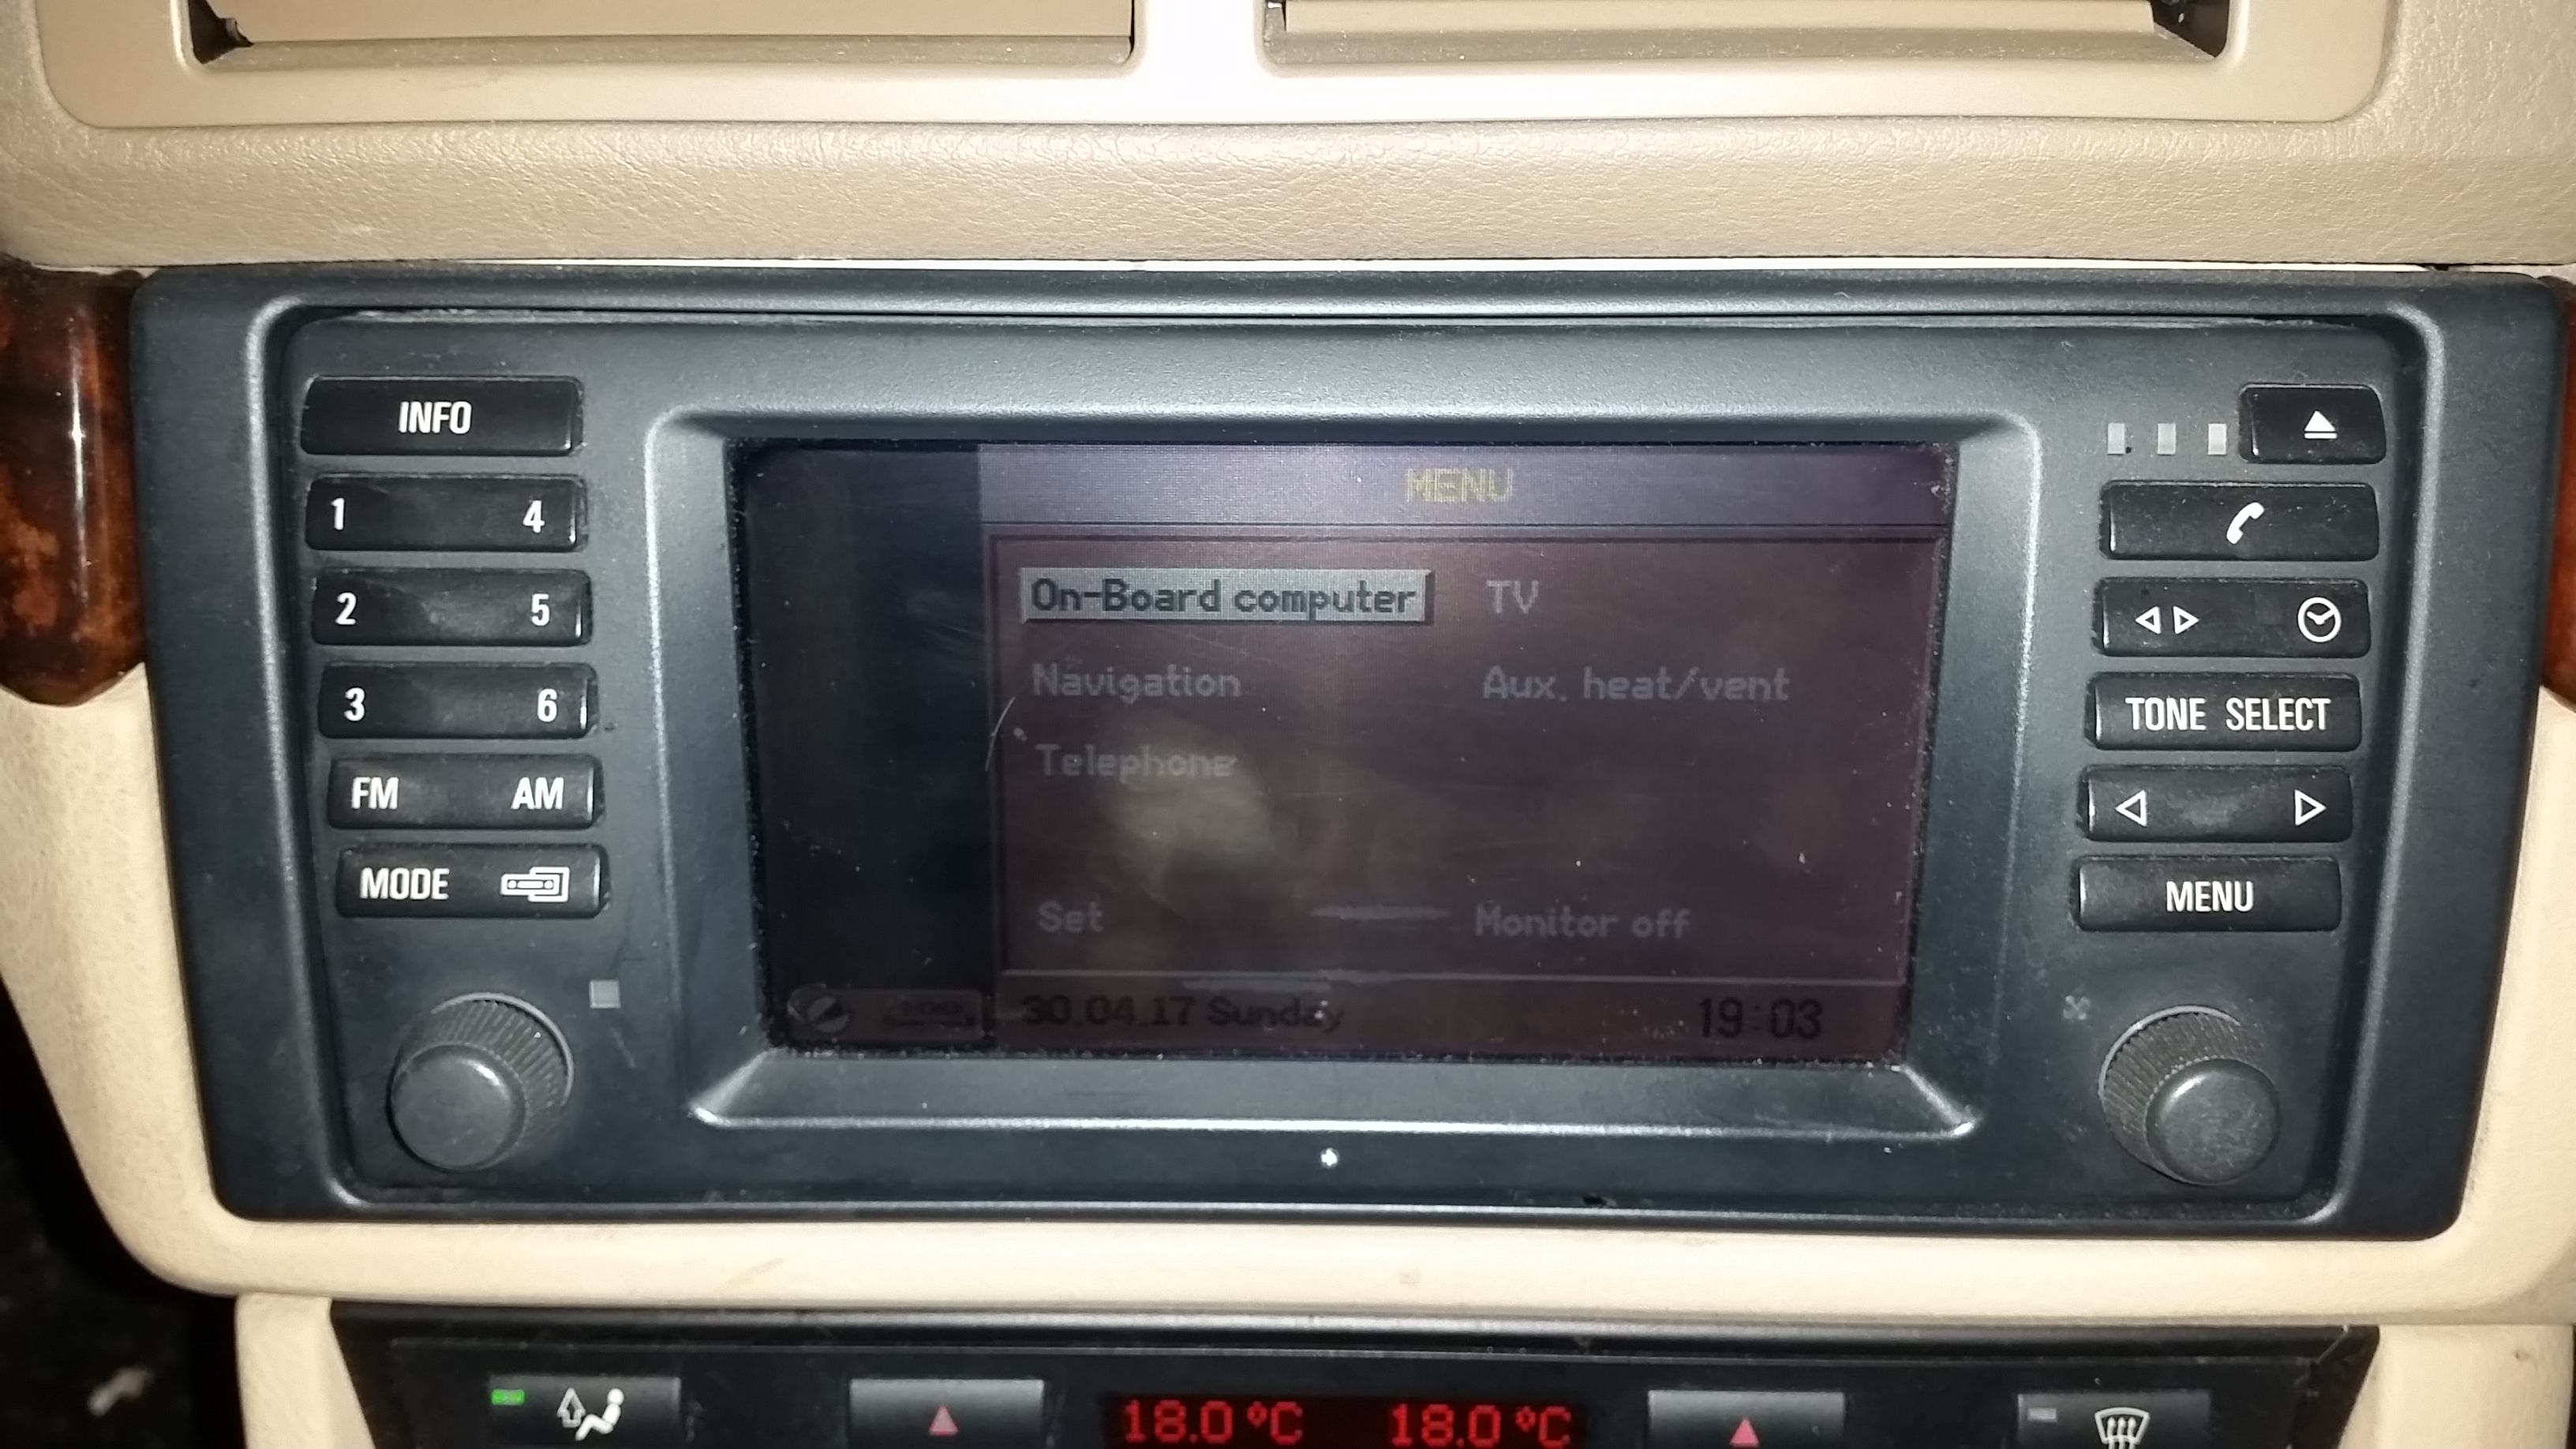 INFO
1 4
2 5
3 6
FM AM
MODE
MENU
On-Board computer TV
Navigation Aux. heat/vent
Telephone
Set Monitor off
30.04.17 Sunday 19:03
TONE SELECT
MENU
18.0 °C 18.0 °C